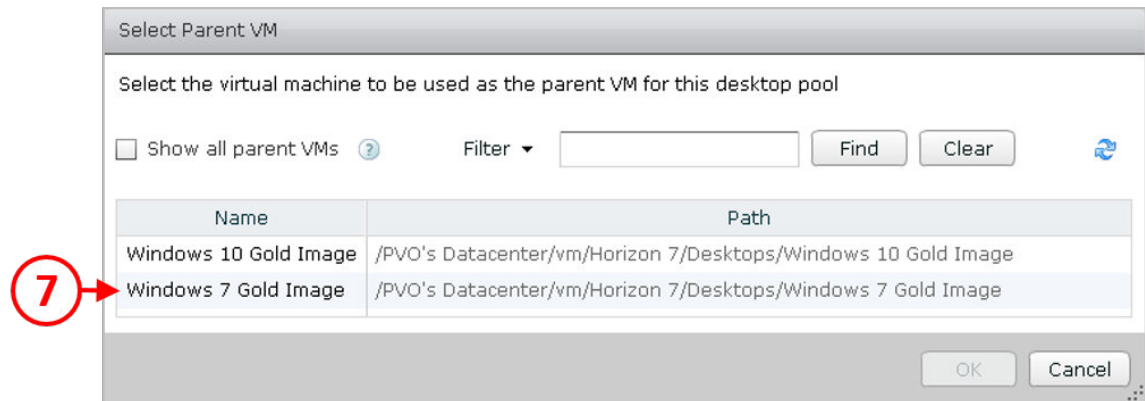 Select Parent VM
Select the virtual machine to be used as the parent VM for this desktop pool
Show all parent VMs ? Filter Find Clear
Name Path
Windows 10 Gold Image /PVO's Datacenter/vm/Horizon 7/Desktops/Windows 10 Gold Image
7 Windows 7 Gold Image /PVO's Datacenter/vm/Horizon 7/Desktops/Windows 7 Gold Image
OK Cancel